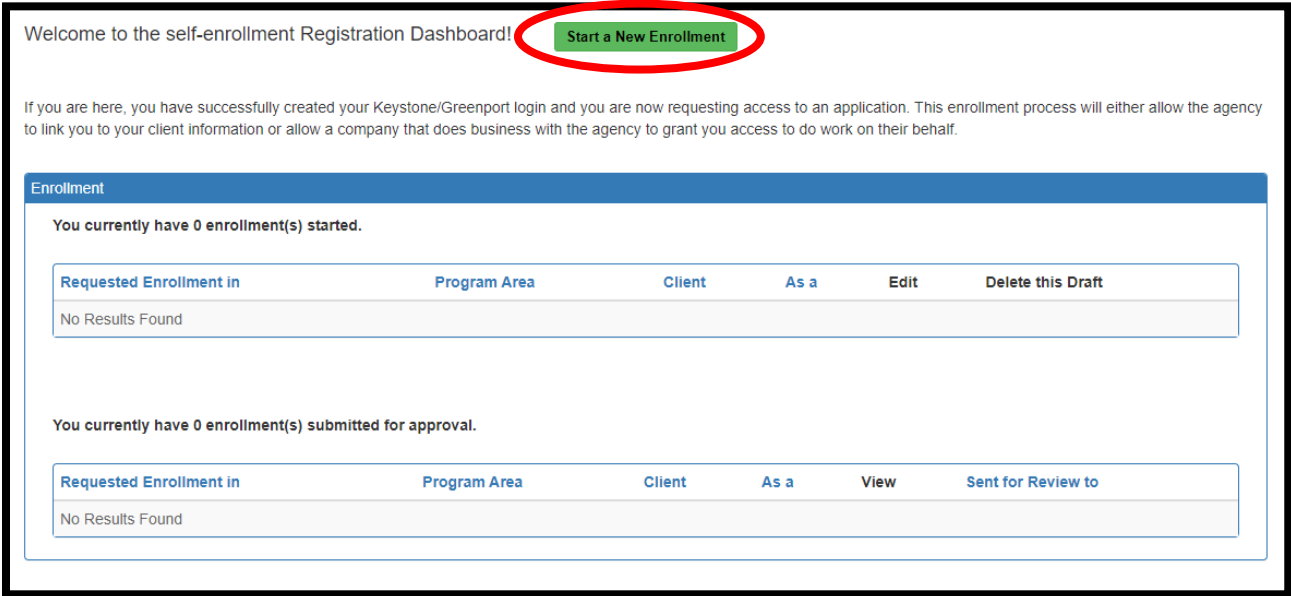 Welcome to the self-enrollment Registration Dashboard!
Start a New Enrollment
If you are here, you have successfully created your Keystone/Greenport login and you are now requesting access to an application. This enrollment process will either allow the agency
to link you to your client information or allow a company that does business with the agency to grant you access to do work on their behalf.
Enrollment
You currently have 0 enrollment(s) started.
Requested Enrollment in Program Area Client As a Edit Delete this Draft
No Results Found
You currently have 0 enrollment(s) submitted for approval.
Requested Enrollment in Program Area Client As a View Sent for Review to
No Results Found